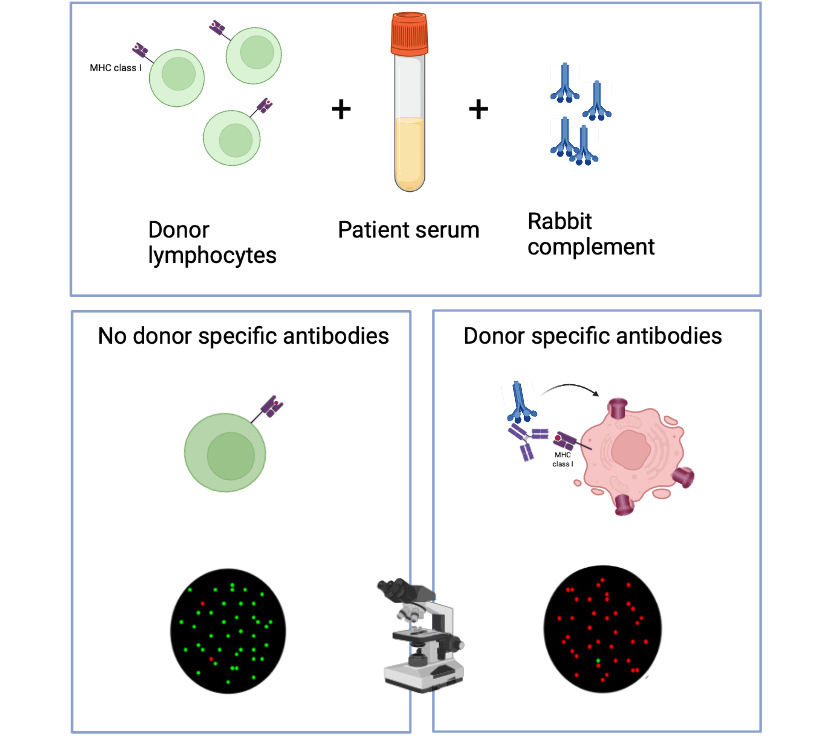 MHC class I
+
+
Donor
lymphocytes
Patient serum
Rabbit
complement
No donor specific antibodies
Donor specific antibodies
MHC
class I